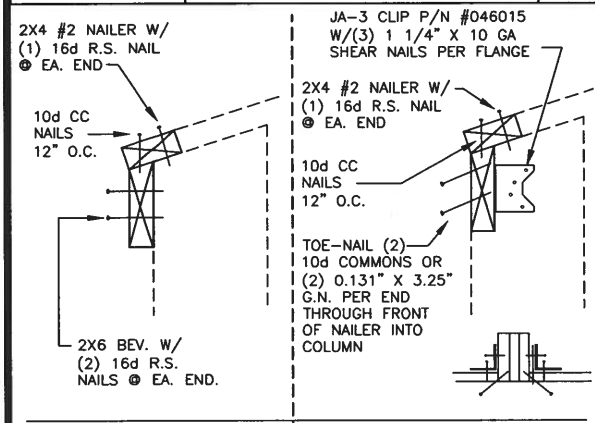 2X4 #2 NAILER W/
(1) 16d R.S. NAIL
@ EA. END
10d CC
NAILS
12" O.C.
2X6 BEV. W/
(2) 16d R.S.
NAILS @ EA. END.
JA-3 CLIP P/N #046015
W/(3) 1 1/4" X 10 GA
SHEAR NAILS PER FLANGE
2X4 #2 NAILER W/
(1) 16d R.S. NAIL
@ EA. END
10d CC
NAILS
12" O.C.
TOE-NAIL (2)
10d COMMONS OR
(2) 0.131" X 3.25"
G.N. PER END
THROUGH FRONT
OF NAILER INTO
COLUMN